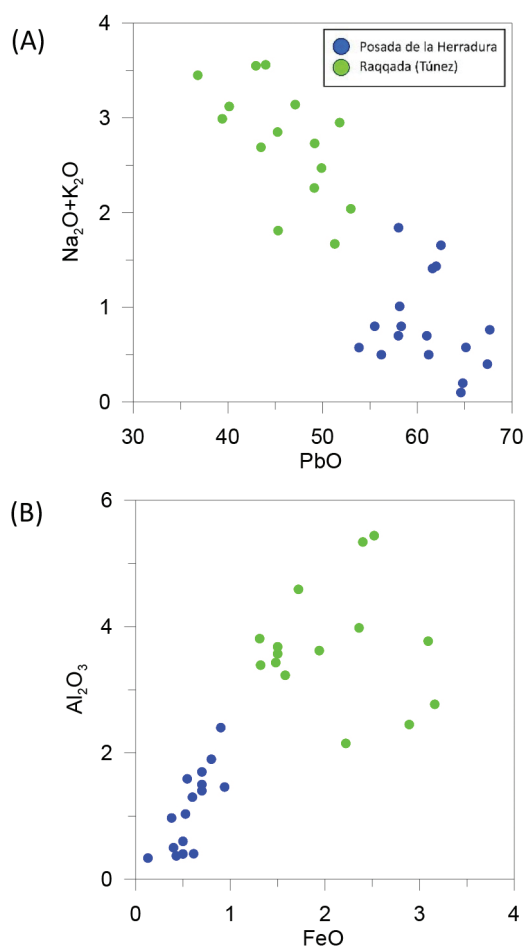 (A)
Posada de la Herradura
Raqqada (Túnez)
4
3
2
1
0
Na₂O+K₂O
30 40 50 60 70
PbO
(B)
6
4
2
0
Al₂O₃
0 1 2 3 4
FeO